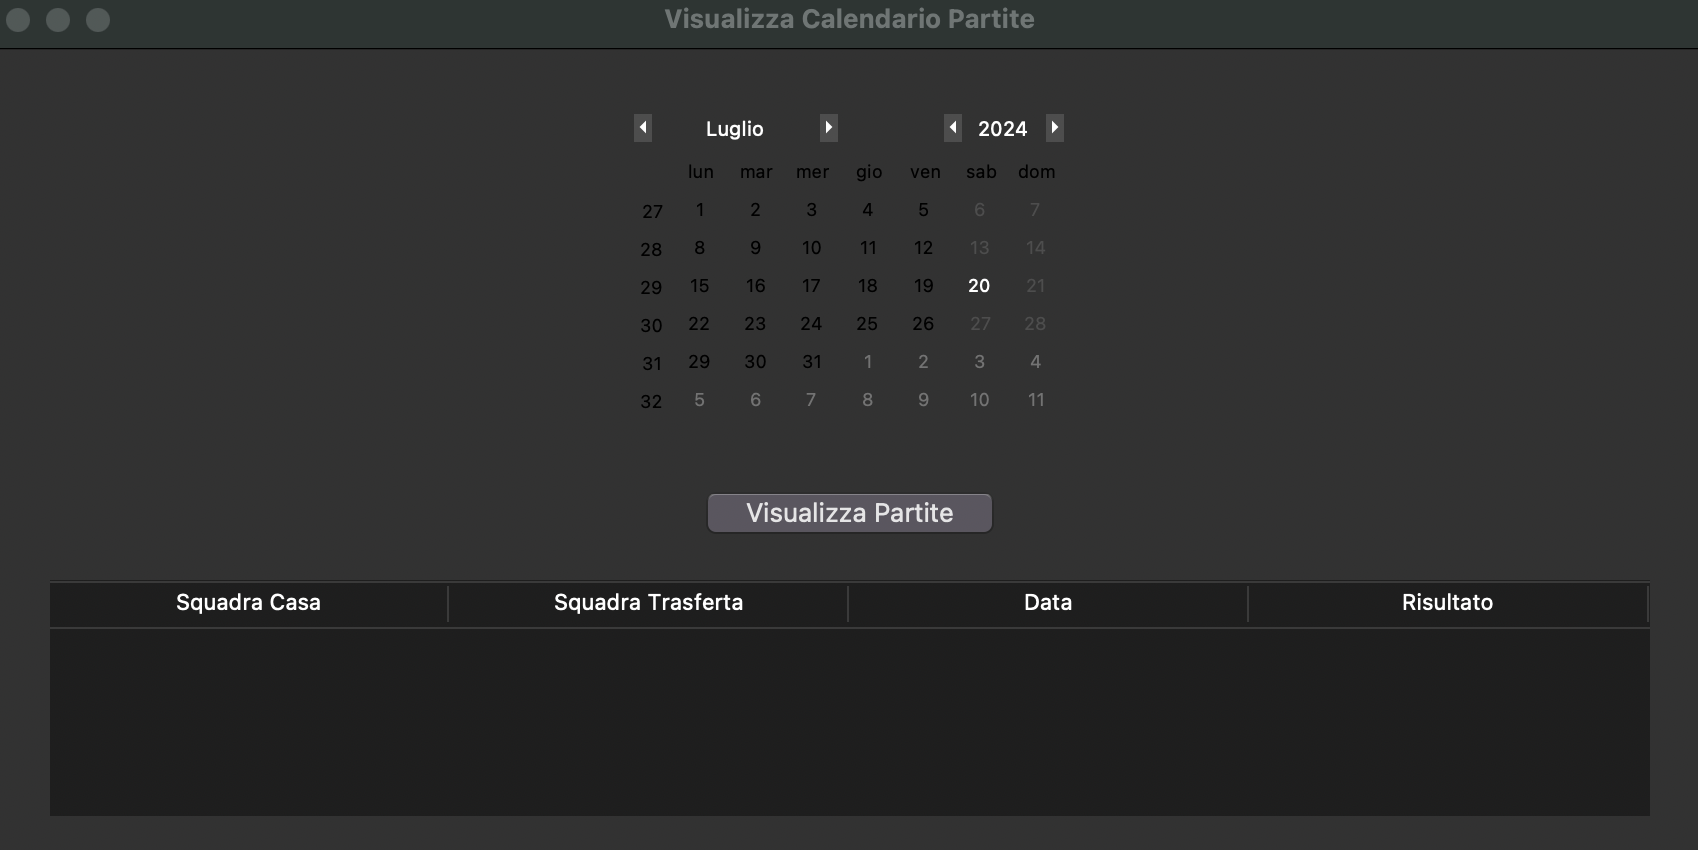 Visualizza Calendario Partite
Luglio 2024
lun mar mer gio ven sab dom
27 1 2 3 4 5 6 7
28 8 9 10 11 12 13 14
29 15 16 17 18 19 20 21
30 22 23 24 25 26 27 28
31 29 30 31 1 2 3 4
32 5 6 7 8 9 10 11
Visualizza Partite
Squadra Casa Squadra Trasferta Data Risultato